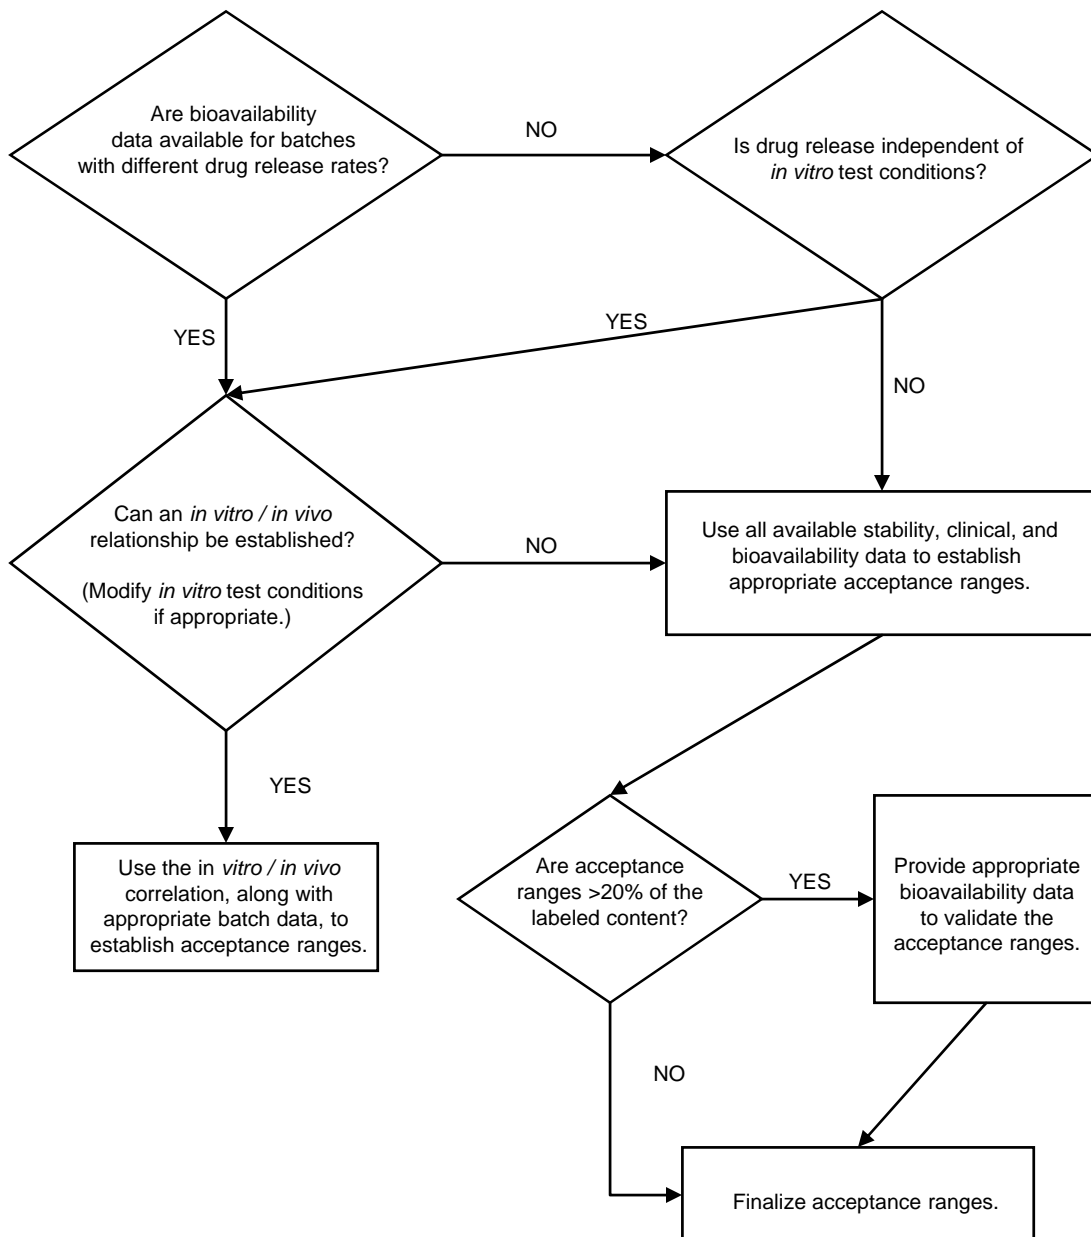 Are bioavailability
data available for batches
with different drug release rates?
NO
Is drug release independent of
in vitro test conditions?
YES
YES
NO
Can an in vitro / in vivo
relationship be established?
(Modify in vitro test conditions
if appropriate.)
NO
Use all available stability, clinical, and
bioavailability data to establish
appropriate acceptance ranges.
YES
Use the in vitro / in vivo
correlation, along with
appropriate batch data, to
establish acceptance ranges.
Are acceptance
ranges >20% of the
labeled content?
YES
Provide appropriate
bioavailability data
to validate the
acceptance ranges.
NO
Finalize acceptance ranges.